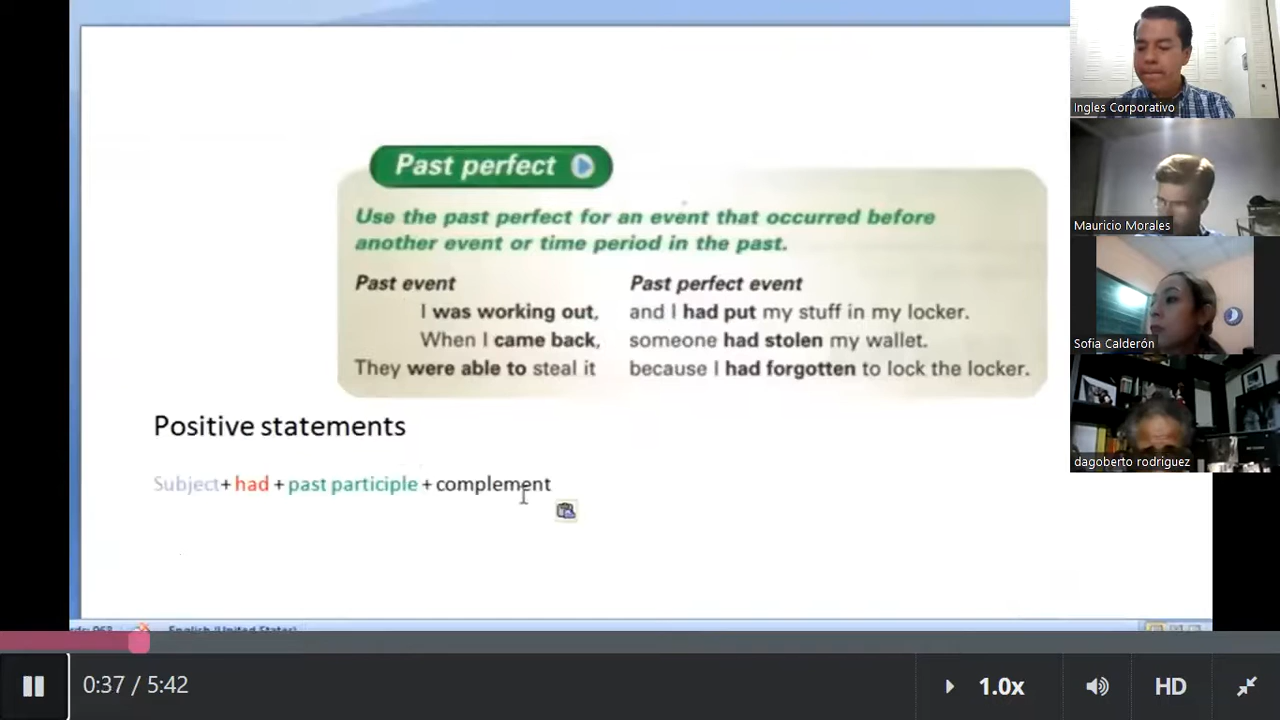 Past perfect
Use the past perfect for an event that occurred before
another event or time period in the past.
Past event
Past perfect event
I was working out,
and I had put my stuff in my locker.
When I came back,
someone had stolen my wallet.
They were able to steal it
because I had forgotten to lock the locker.
Positive statements
Subject+ had + past participle + complement
English (United States)
Ingles Corporativo
Mauricio Morales
Sofia Calderón
dagoberto rodriguez
0:37 / 5:42
1.0x
HD